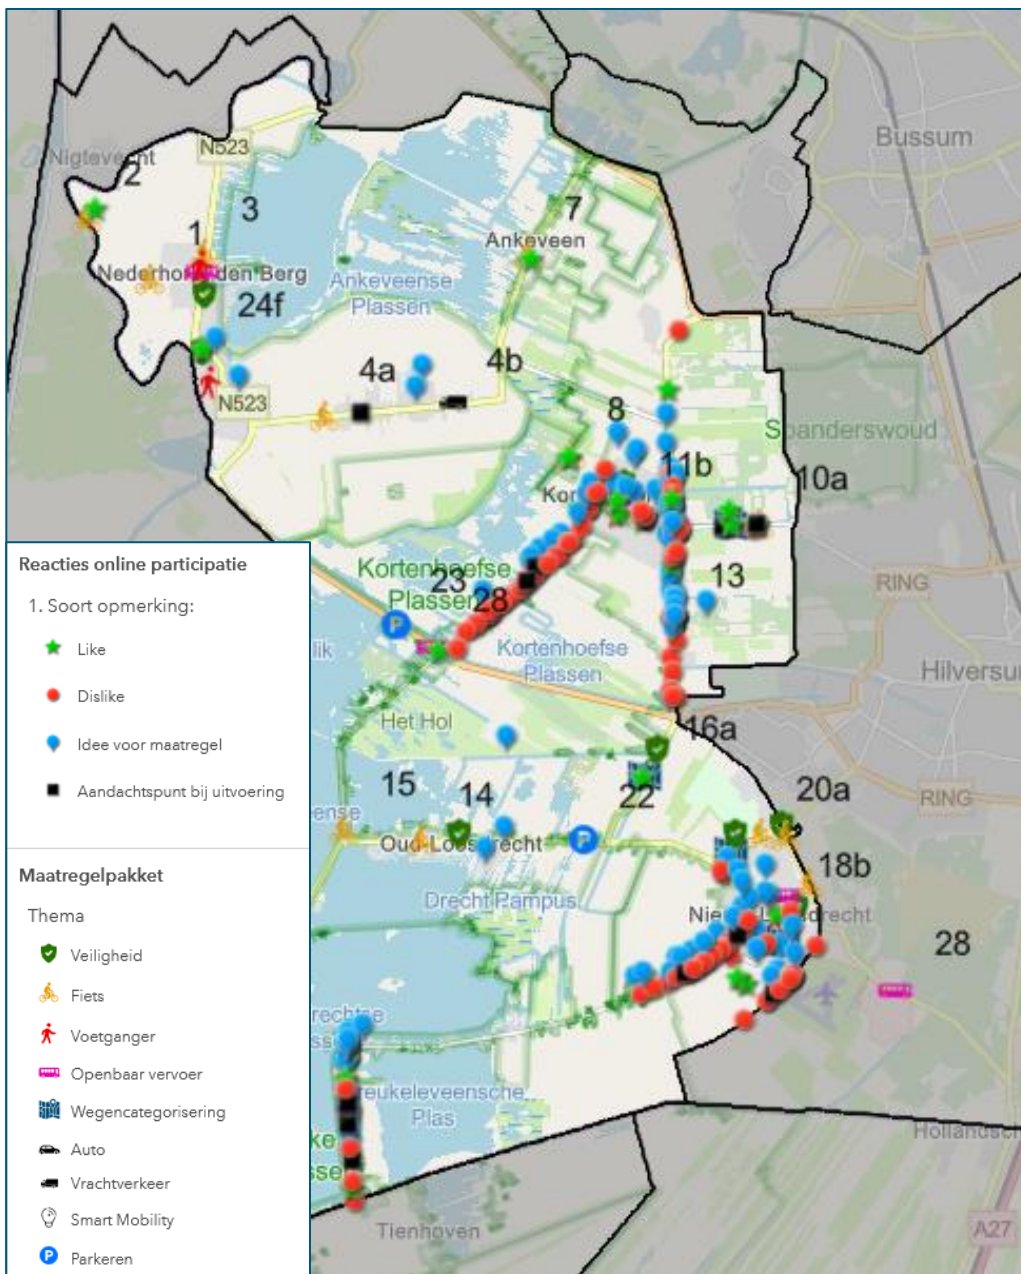 Bussum
N523
Nigtevecht
2
3
7
1
Ankeveen
Nederhorst den Berg
Ankeveense
Plassen
24f
4b
4a
N523
8
Spanderswoud
11b
10a
Kortenhoefse
Plassen
23
28
13
RING
Kortenhoefse
Plassen
Hilversum
Het Hol
16a
15
14
22
20a
RING
Oud-Loosdrecht
18b
Drecht Pampus
28
Plas
Tienhoven
A27
Reacties online participatie
1. Soort opmerking:
Like
Dislike
Idee voor maatregel
Aandachtspunt bij uitvoering
Maatregelpakket
Thema
Veiligheid
Fiets
Voetganger
Openbaar vervoer
Wegencategorisering
Auto
Vrachtverkeer
Smart Mobility
P Parkeren